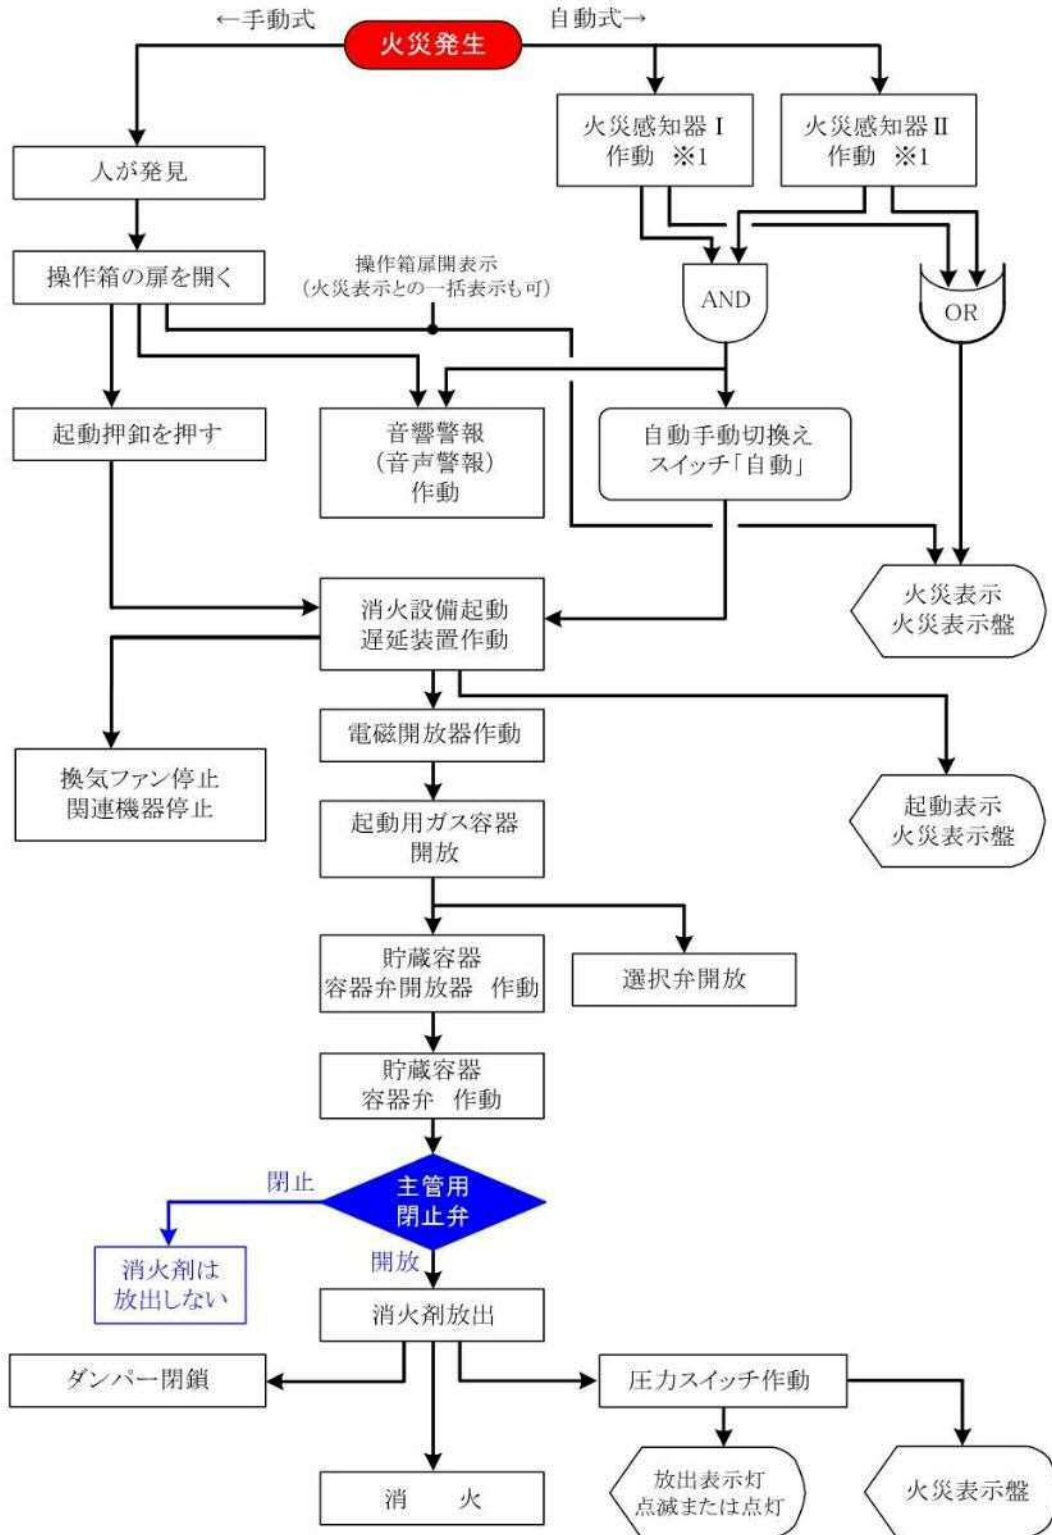 ←手動式
火災発生
自動式→
火災感知器Ⅰ
作動 ※1
火災感知器Ⅱ
作動 ※1
人が発見
操作箱の扉を開く
操作箱扉開表示
(火災表示との一括表示も可)
AND
OR
起動押釦を押す
音響警報
(音声警報)
作動
自動手動切換え
スイッチ「自動」
消火設備起動
遅延装置作動
火災表示
火災表示盤
電磁開放器作動
換気ファン停止
関連機器停止
起動表示
火災表示盤
起動用ガス容器
開放
貯蔵容器
容器弁開放器 作動
選択弁開放
貯蔵容器
容器弁 作動
主管用
閉止弁
閉止
消火剤は
放出しない
開放
消火剤放出
ダンパー閉鎖
圧力スイッチ作動
消 火
放出表示灯
点滅または点灯
火災表示盤